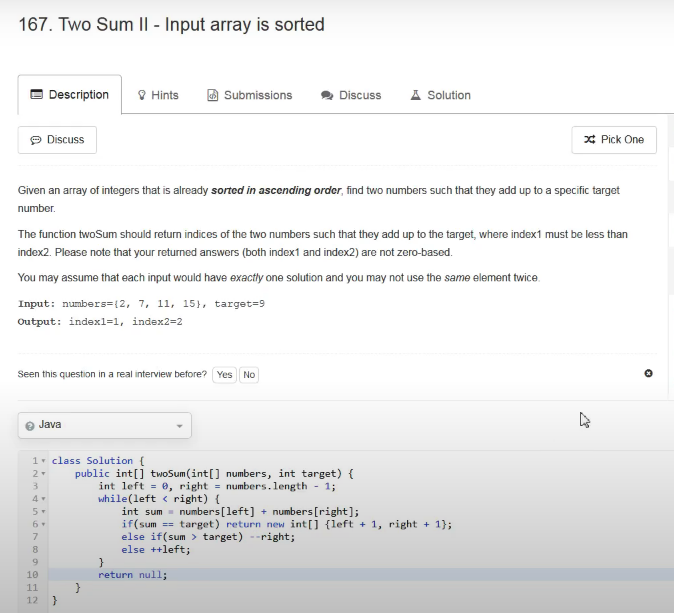 167. Two Sum II - Input array is sorted
Description Hints Submissions Discuss Solution
Discuss Pick One
Given an array of integers that is already sorted in ascending order, find two numbers such that they add up to a specific target
number.
The function twoSum should return indices of the two numbers such that they add up to the target, where index1 must be less than
index2. Please note that your returned answers (both index1 and index2) are not zero-based.
You may assume that each input would have exactly one solution and you may not use the same element twice.
Input: numbers={2, 7, 11, 15}, target=9
Output: index1=1, index2=2
Seen this question in a real interview before? Yes No
Java
1 class Solution {
2 public int[] twoSum(int[] numbers, int target) {
3 int left = 0, right = numbers.length - 1;
4 while(left < right) {
5 int sum = numbers[left] + numbers[right];
6 if(sum == target) return new int[] {left + 1, right + 1};
7 else if(sum > target) --right;
8 else ++left;
9 }
10 return null;
11 }
12 }